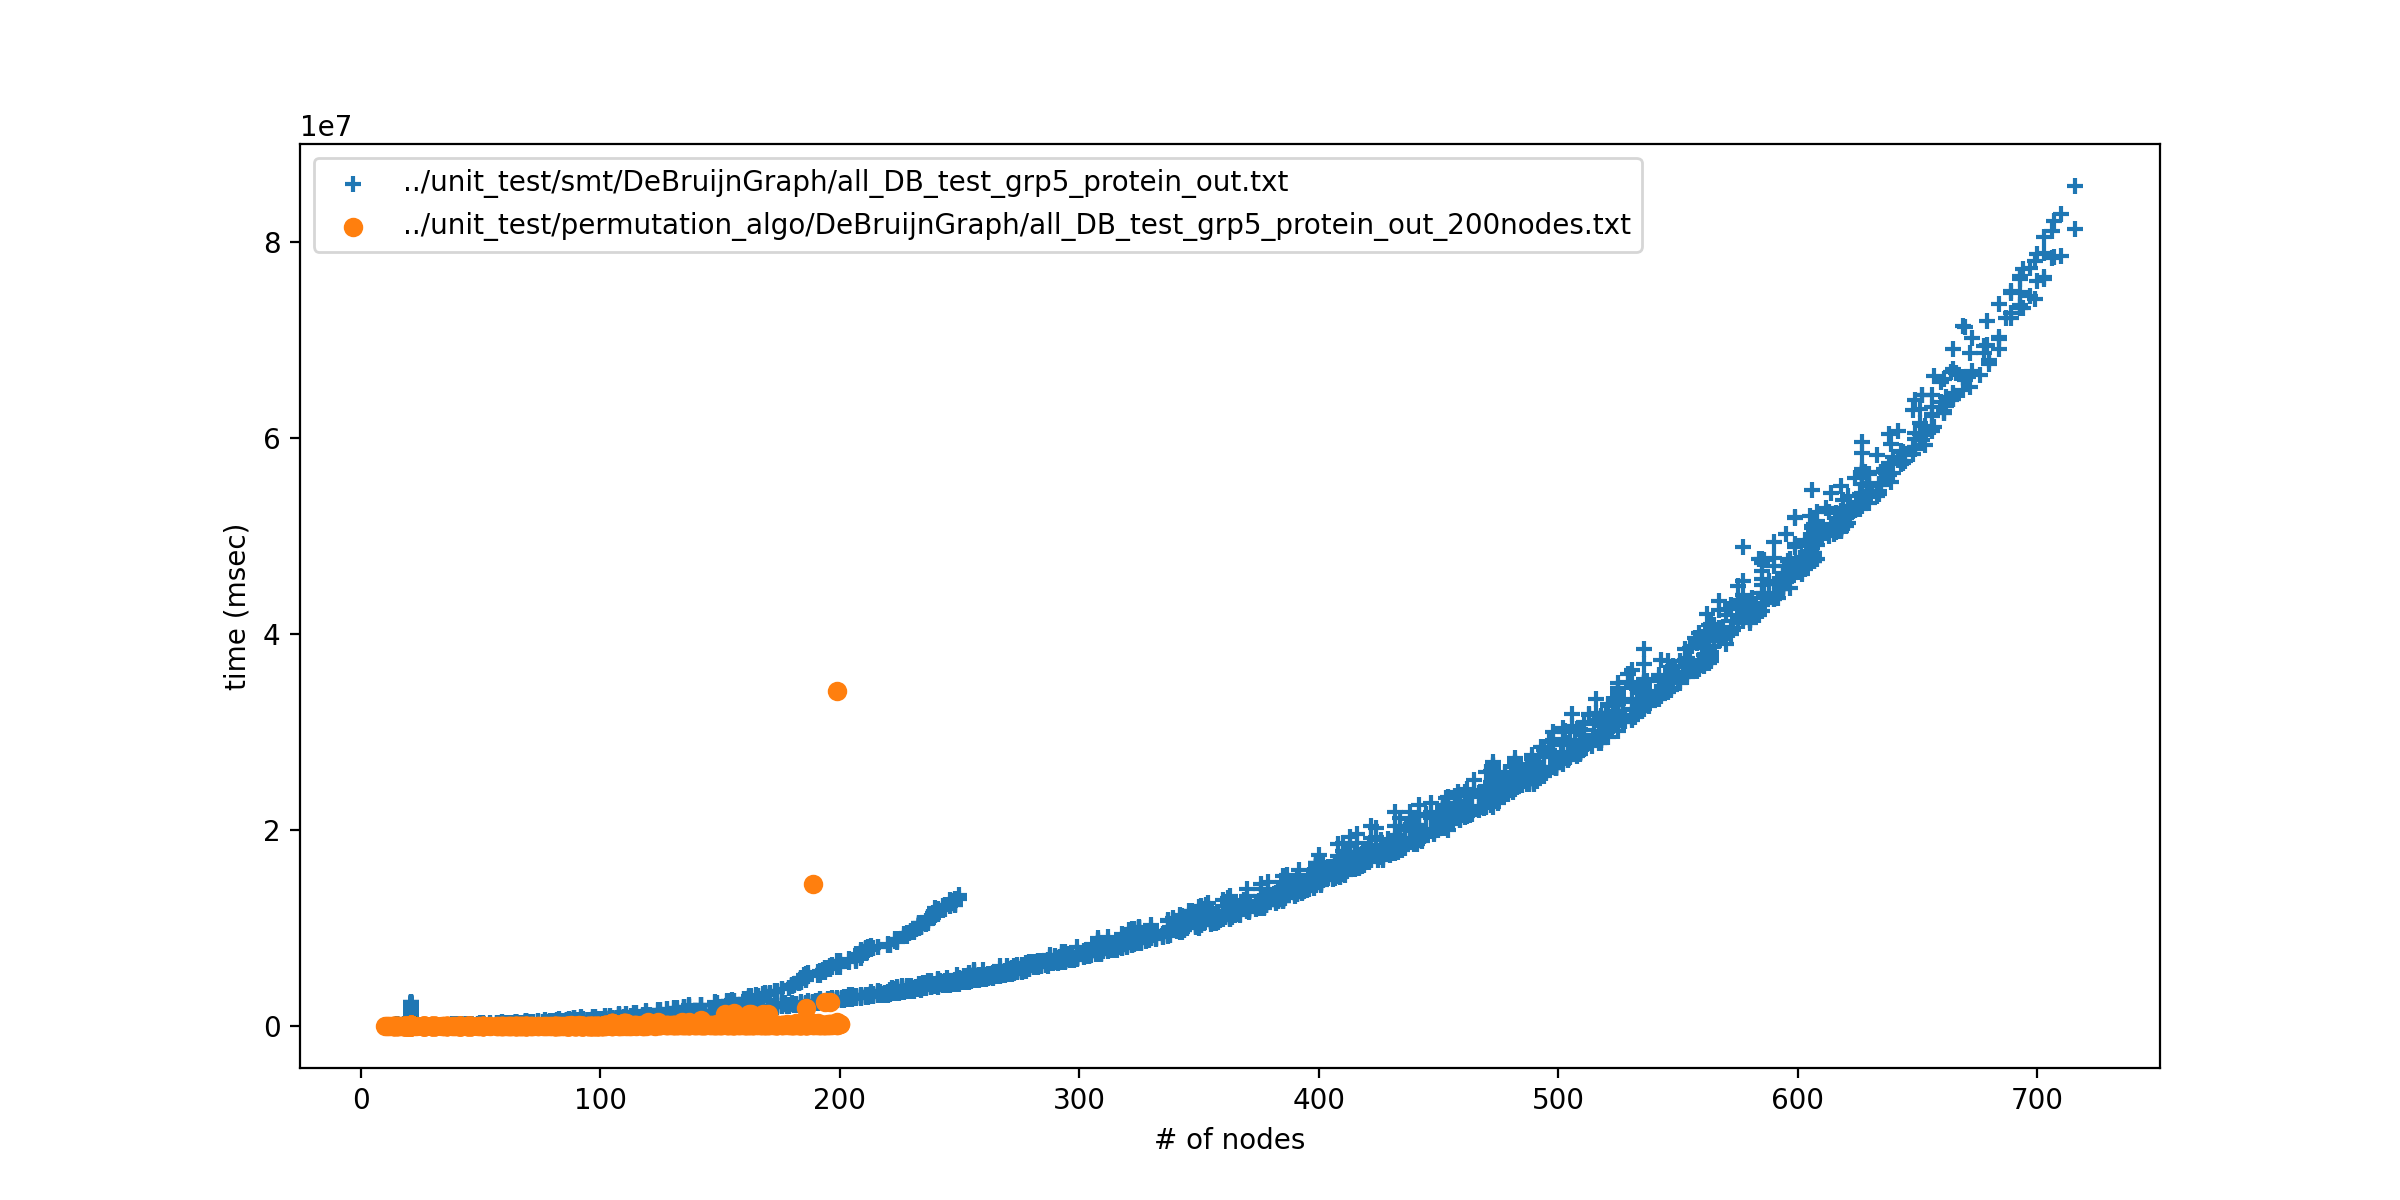 1e7
../unit_test/smt/DeBruijnGraph/all_DB_test_grp5_protein_out.txt
../unit_test/permutation_algo/DeBruijnGraph/all_DB_test_grp5_protein_out_200nodes.txt
8
6
4
2
0
time (msec)
0 100 200 300 400 500 600 700
# of nodes